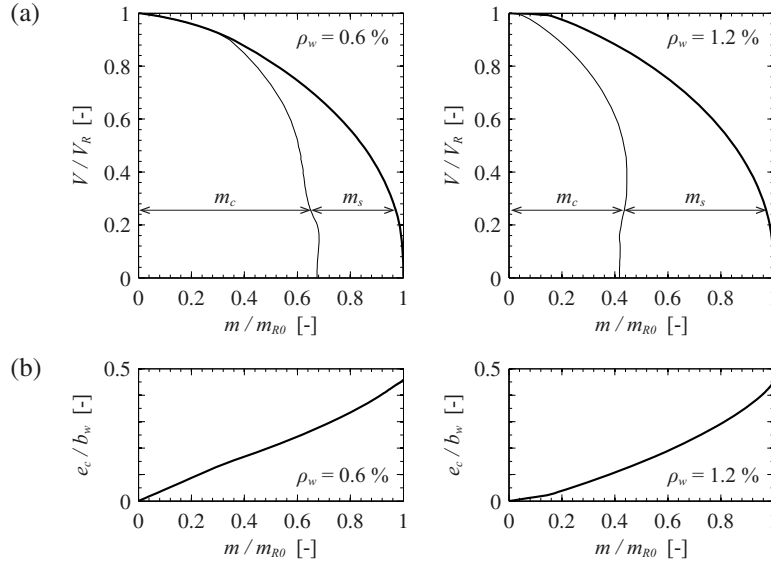 (a)
V / V_R [-]
1
0.8
0.6
0.4
0.2
0
ρ_w = 0.6 %
m_c
m_s
0 0.2 0.4 0.6 0.8 1
m / m_R0 [-]
V / V_R [-]
1
0.8
0.6
0.4
0.2
0
ρ_w = 1.2 %
m_c
m_s
0 0.2 0.4 0.6 0.8 1
m / m_R0 [-]
(b)
e_c / b_w [-]
0.5
0
ρ_w = 0.6 %
0 0.2 0.4 0.6 0.8 1
m / m_R0 [-]
e_c / b_w [-]
0.5
0
ρ_w = 1.2 %
0 0.2 0.4 0.6 0.8 1
m / m_R0 [-]